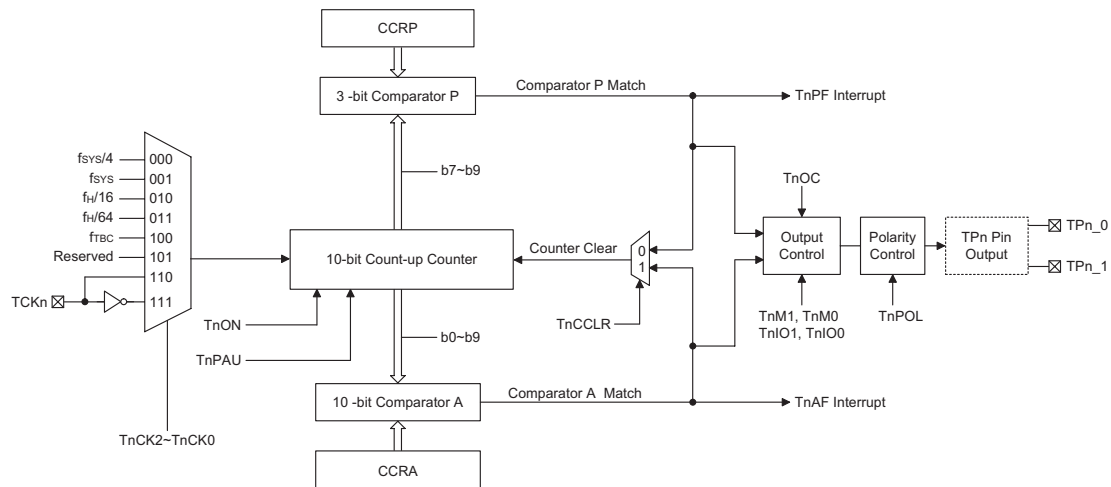 CCRP
3 -bit Comparator P
Comparator P Match
TnPF Interrupt
b7~b9
fSYS/4
000
fSYS
001
fH/16
010
fH/64
011
fTBC
100
Reserved
101
110
TCKn
111
TnCK2~TnCK0
10-bit Count-up Counter
TnON
TnPAU
Counter Clear
0
1
TnCCLR
TnOC
Output
Control
TnM1, TnM0
TnIO1, TnIO0
Polarity
Control
TnPOL
TPn Pin
Output
TPn_0
TPn_1
b0~b9
10 -bit Comparator A
Comparator A Match
TnAF Interrupt
CCRA